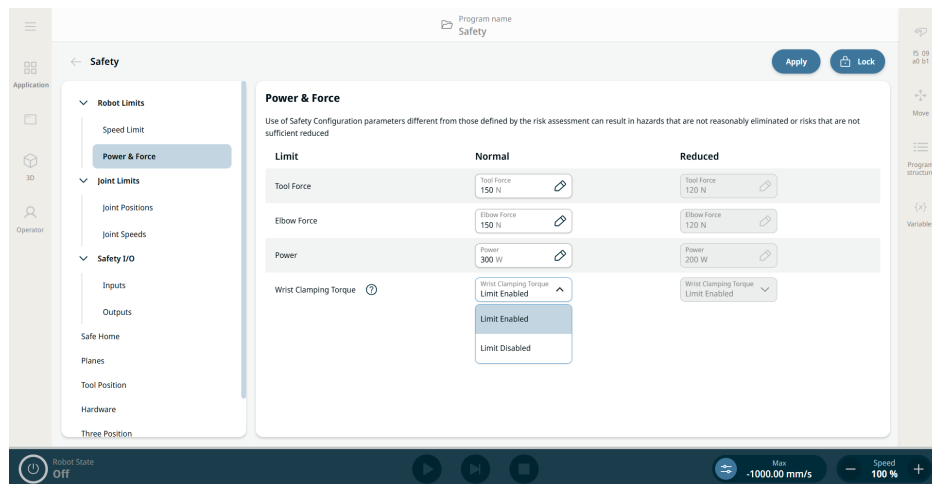 Program name
Safety
Safety
Apply
Lock
f5 09
a0 b1
Application
3D
Operator
Move
Program
structure
{x}
Variable
Robot Limits
Speed Limit
Power & Force
Joint Limits
Joint Positions
Joint Speeds
Safety I/O
Inputs
Outputs
Safe Home
Planes
Tool Position
Hardware
Three Position
Power & Force
Use of Safety Configuration parameters different from those defined by the risk assessment can result in hazards that are not reasonably eliminated or risks that are not
sufficient reduced
Limit Normal Reduced
Tool Force
Tool Force
150 N
Tool Force
120 N
Elbow Force
Elbow Force
150 N
Elbow Force
120 N
Power
Power
300 W
Power
200 W
Wrist Clamping Torque ?
Wrist Clamping Torque
Limit Enabled
Wrist Clamping Torque
Limit Enabled
Limit Enabled
Limit Disabled
Robot State
Off
Max
-1000.00 mm/s
Speed
100 %